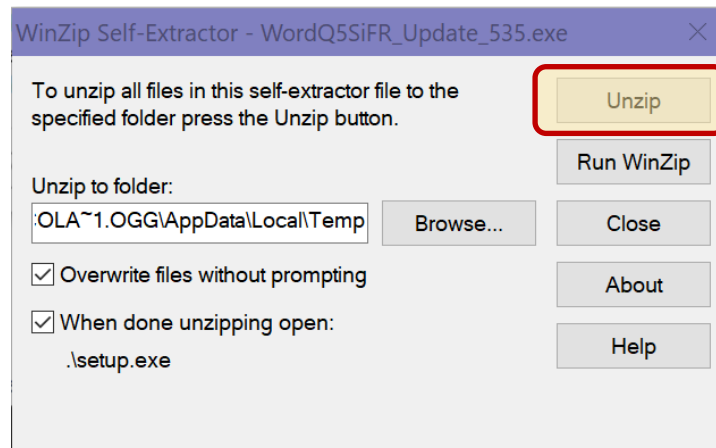 WinZip Self-Extractor - WordQ5SiFR_Update_535.exe
To unzip all files in this self-extractor file to the
specified folder press the Unzip button.
Unzip
Run WinZip
Unzip to folder:
:OLA~1.OGG\AppData\Local\Temp
Browse...
Close
Overwrite files without prompting
About
When done unzipping open:
.\setup.exe
Help